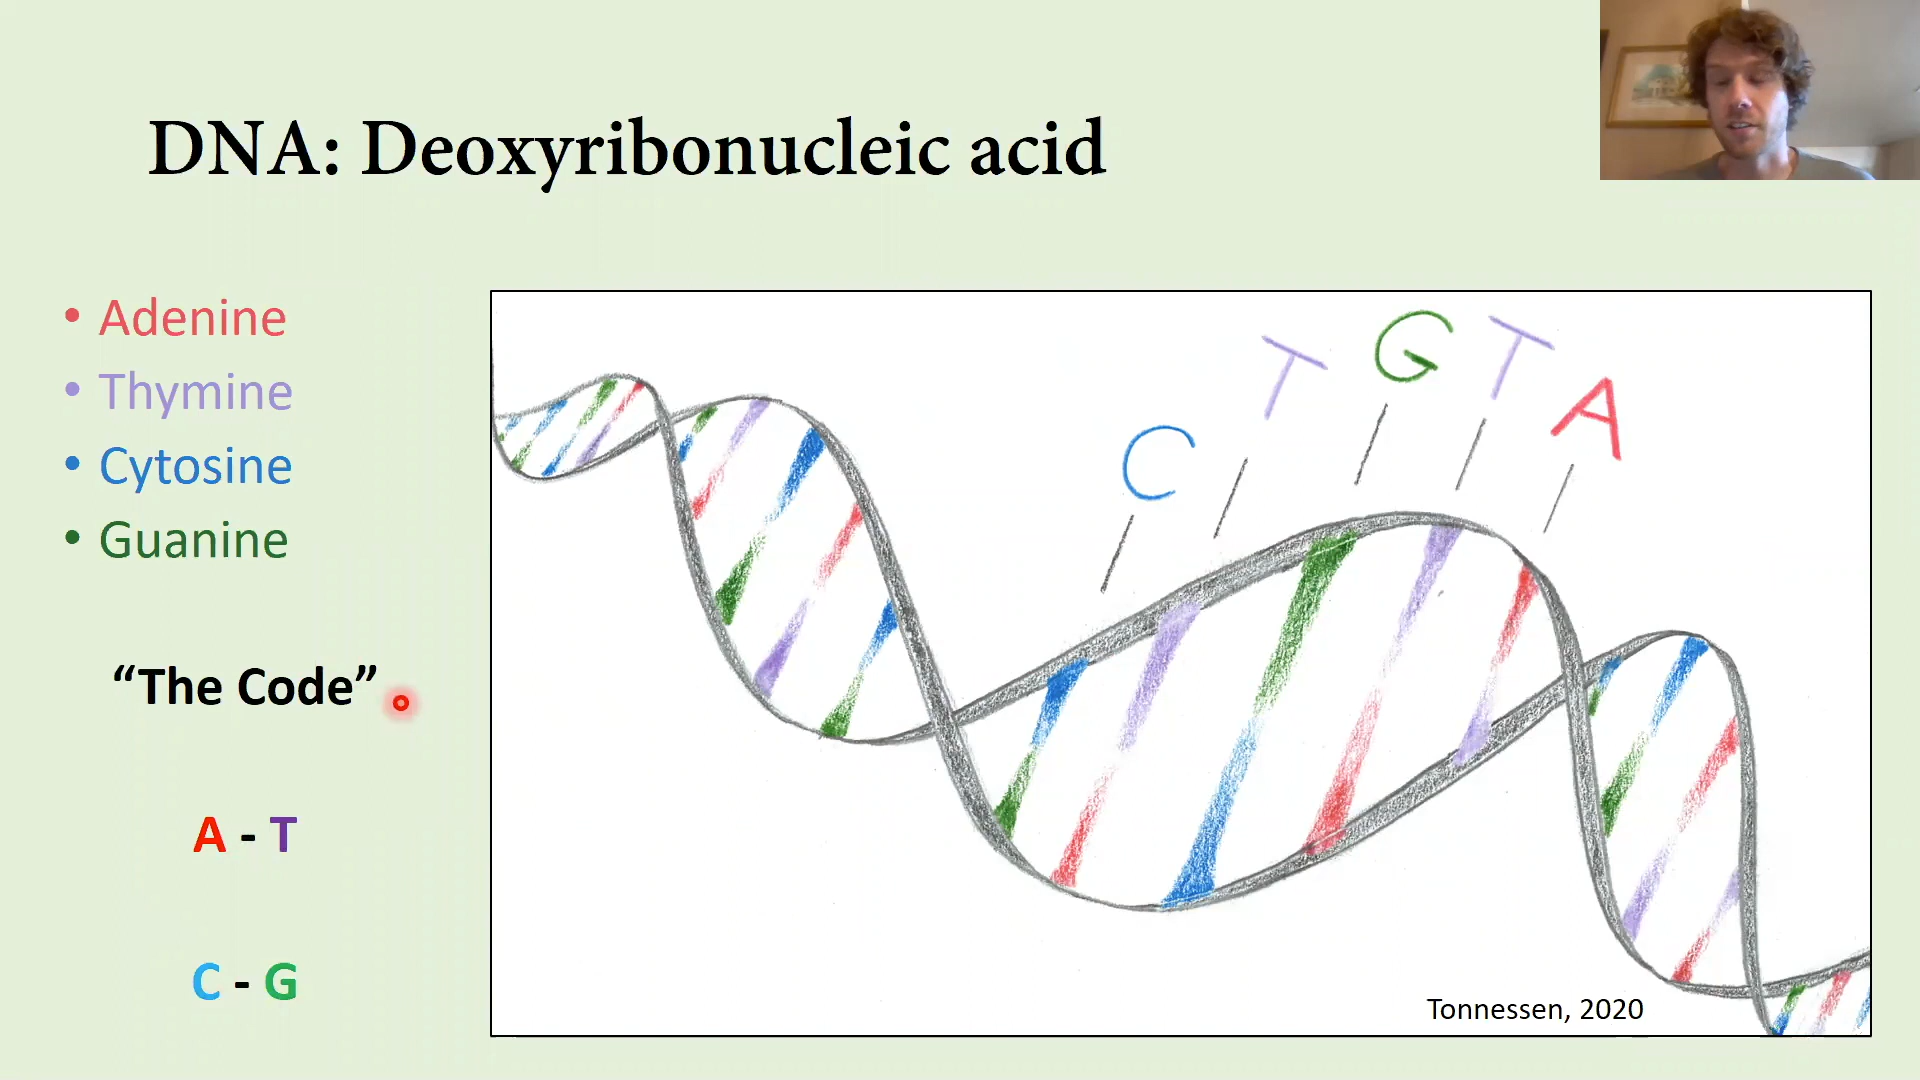 DNA: Deoxyribonucleic acid
• Adenine
• Thymine
• Cytosine
• Guanine
“The Code”
A - T
C - G
C T G T A
Tonnessen, 2020